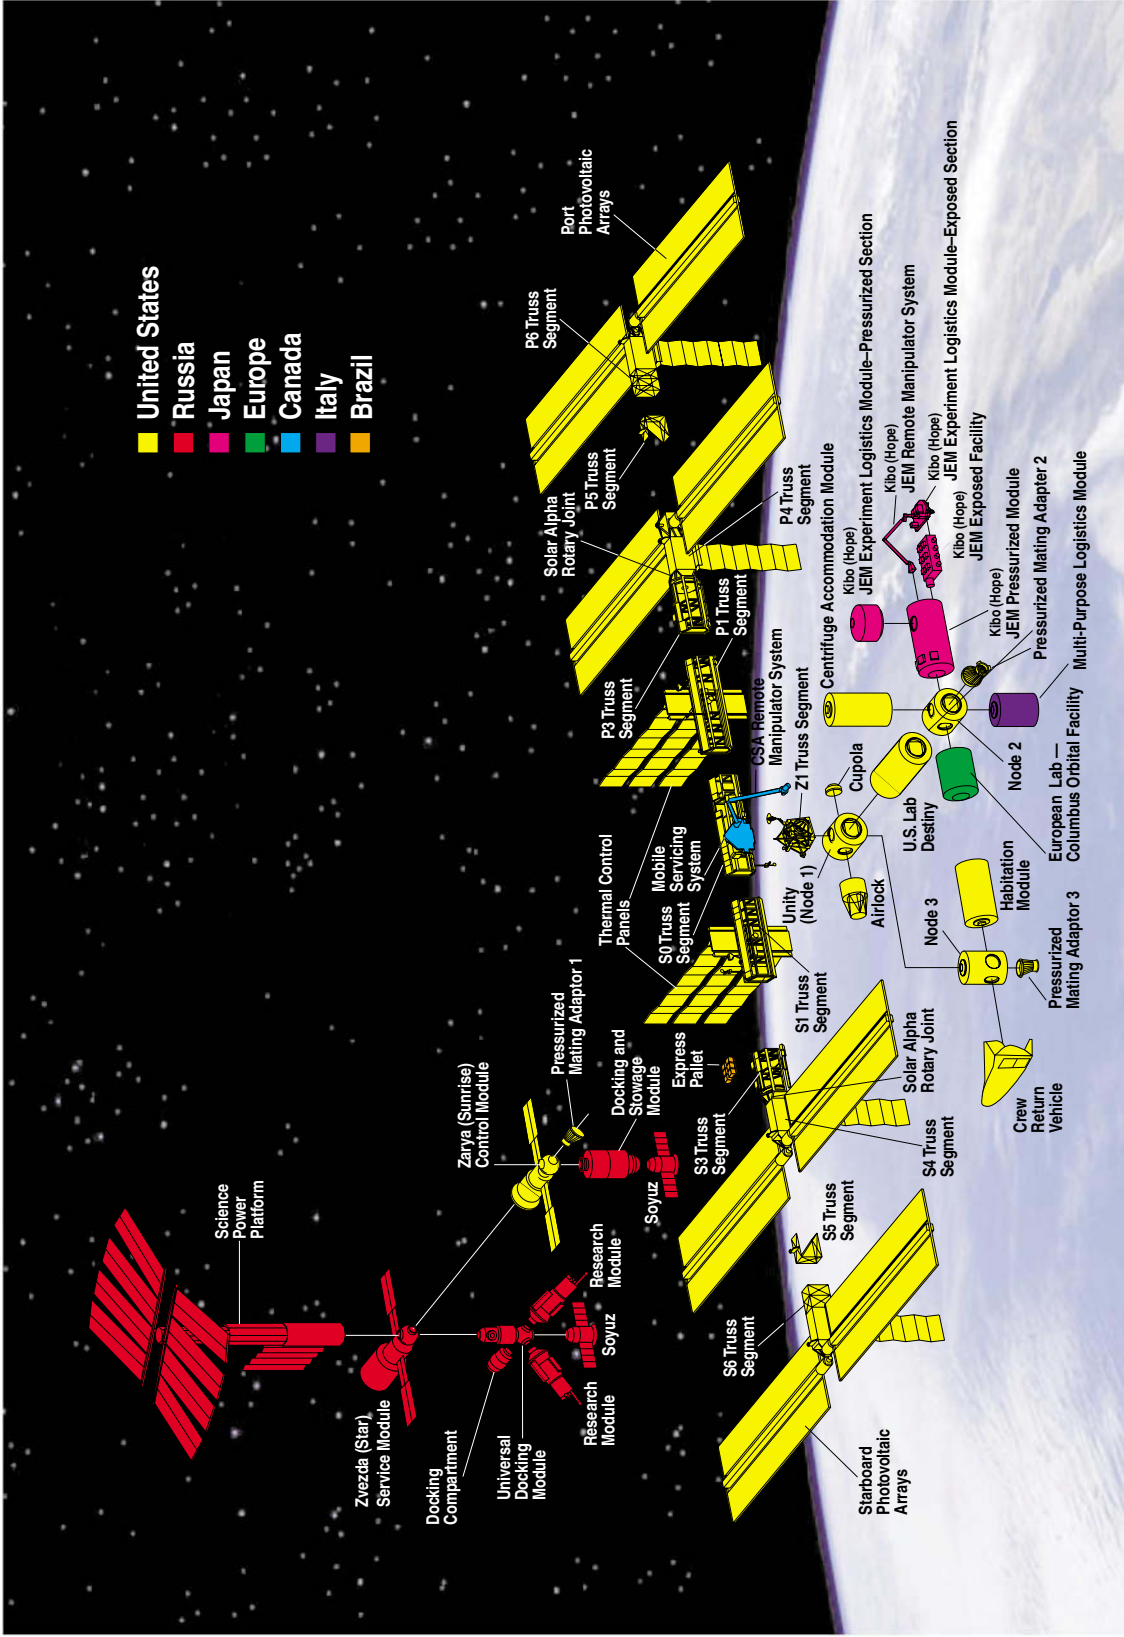 United States
Russia
Japan
Europe
Canada
Italy
Brazil
Science
Power
Platform
Zvezda (Star)
Service Module
Docking
Compartment
Universal
Docking
Module
Research
Module
Soyuz
Research
Module
Zarya (Sunrise)
Control Module
Pressurized
Mating Adaptor 1
Docking and
Stowage
Module
Soyuz
Express
Pallet
Thermal Control
Panels
S0 Truss
Segment
Mobile
Servicing
System
P3 Truss
Segment
Solar Alpha
Rotary Joint
P5 Truss
Segment
P6 Truss
Segment
Rort
Photovoltaic
Arrays
P4 Truss
Segment
P1 Truss
Segment
CSA Remote
Manipulator System
Z1 Truss Segment
Cupola
Unity
(Node 1)
Airlock
S1 Truss
Segment
S3 Truss
Segment
Solar Alpha
Rotary Joint
S4 Truss
Segment
S5 Truss
Segment
S6 Truss
Segment
Starboard
Photovoltaic
Arrays
Centrifuge Accommodation Module
Kibo (Hope)
JEM Experiment Logistics Module–Pressurized Section
Kibo (Hope)
JEM Remote Manipulator System
Kibo (Hope)
JEM Experiment Logistics Module–Exposed Section
Kibo (Hope)
JEM Exposed Facility
Kibo (Hope)
JEM Pressurized Module
Pressurized Mating Adapter 2
Multi-Purpose Logistics Module
U.S. Lab
Destiny
Node 2
European Lab —
Columbus Orbital Facility
Habitation
Module
Node 3
Pressurized
Mating Adaptor 3
Crew
Return
Vehicle